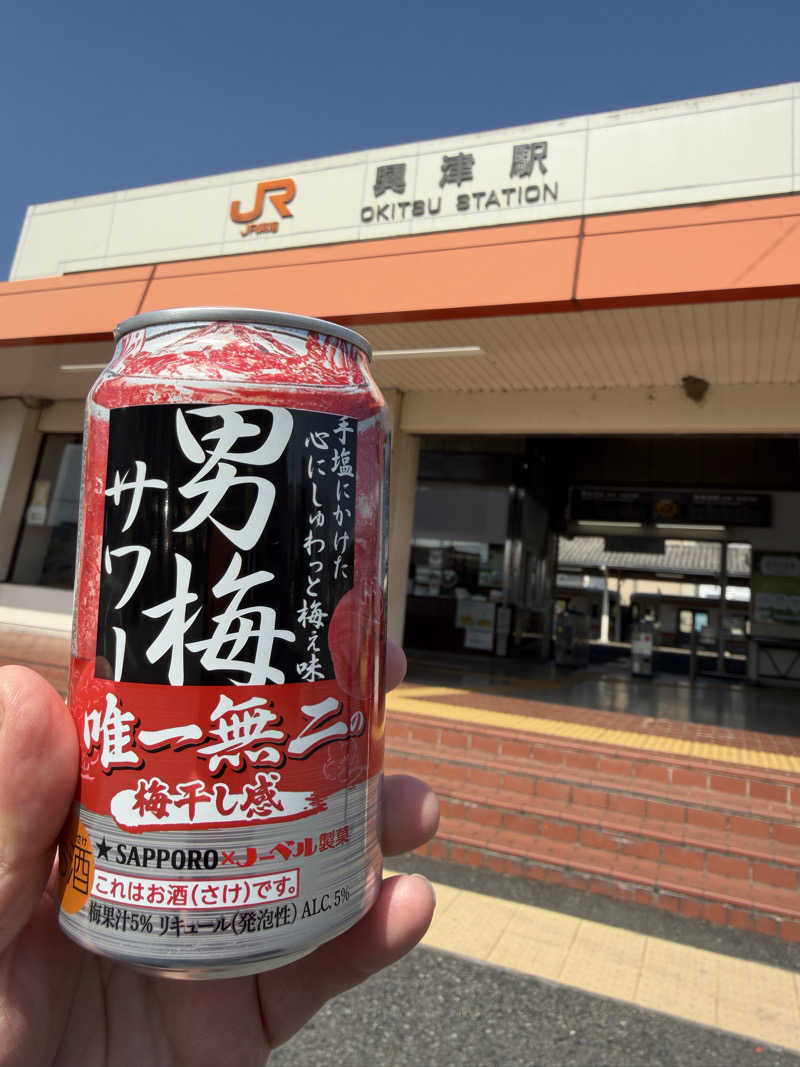 JR
JR東海
興津駅
OKITSU STATION
男梅
サワー
手塩にかけた
心にしゅわっと梅え味
唯一無二の
梅干し感
★SAPPORO×ノーベル製菓
さけ
酒
これはお酒(さけ)です。
梅果汁5% リキュール(発泡性) ALC.5%